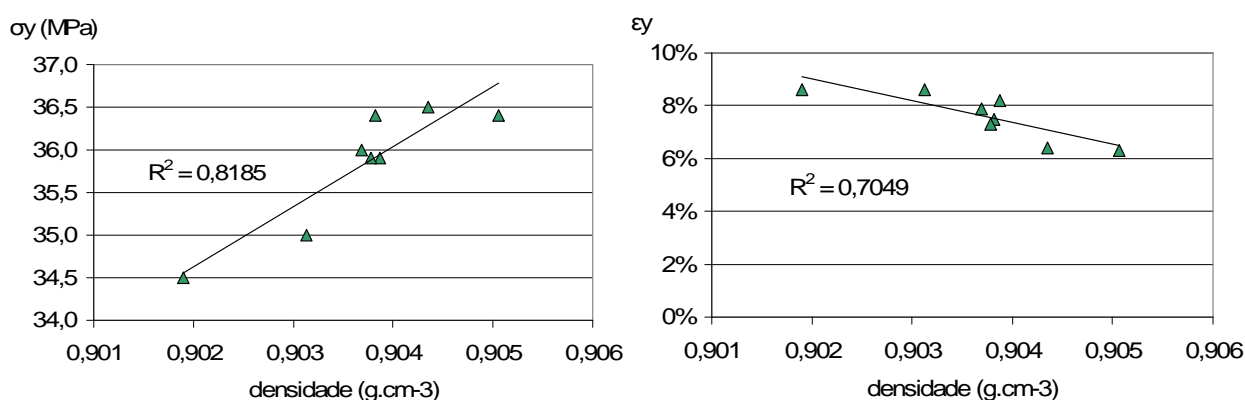 σy (MPa)
37,0
36,5
36,0
35,5
35,0
34,5
34,0
R² = 0,8185
0,901 0,902 0,903 0,904 0,905 0,906
densidade (g.cm-3)
εy
10%
8%
6%
4%
2%
0%
R² = 0,7049
0,901 0,902 0,903 0,904 0,905 0,906
densidade (g.cm-3)